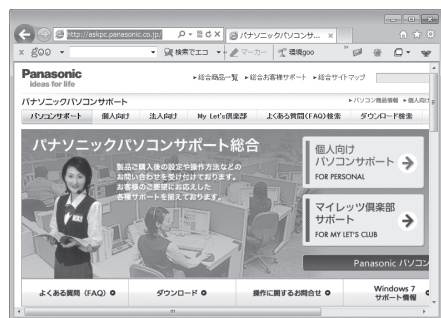 http://askpc.panasonic.co.jp/
パナソニックパソコンサ...
goo
検索でエコ
マーカー
環境goo
Panasonic
ideas for life
総合商品一覧
総合お客様サポート
総合サイトマップ
パナソニックパソコンサポート
パソコン商品情報
個人向け
パソコンサポート
個人向け
法人向け
My Let's倶楽部
よくある質問(FAQ)検索
ダウンロード検索
パナソニックパソコンサポート総合
製品ご購入後の設定や操作方法などの
お問い合わせを受け付けております。
お客様のご要望にお応えした
各種サポートを揃えております。
個人向け
パソコンサポート
FOR PERSONAL
マイレッツ倶楽部
サポート
FOR MY LET'S CLUB
Panasonic パソコン
よくある質問 (FAQ)
ダウンロード
操作に関するお問合せ
Windows 7
サポート情報